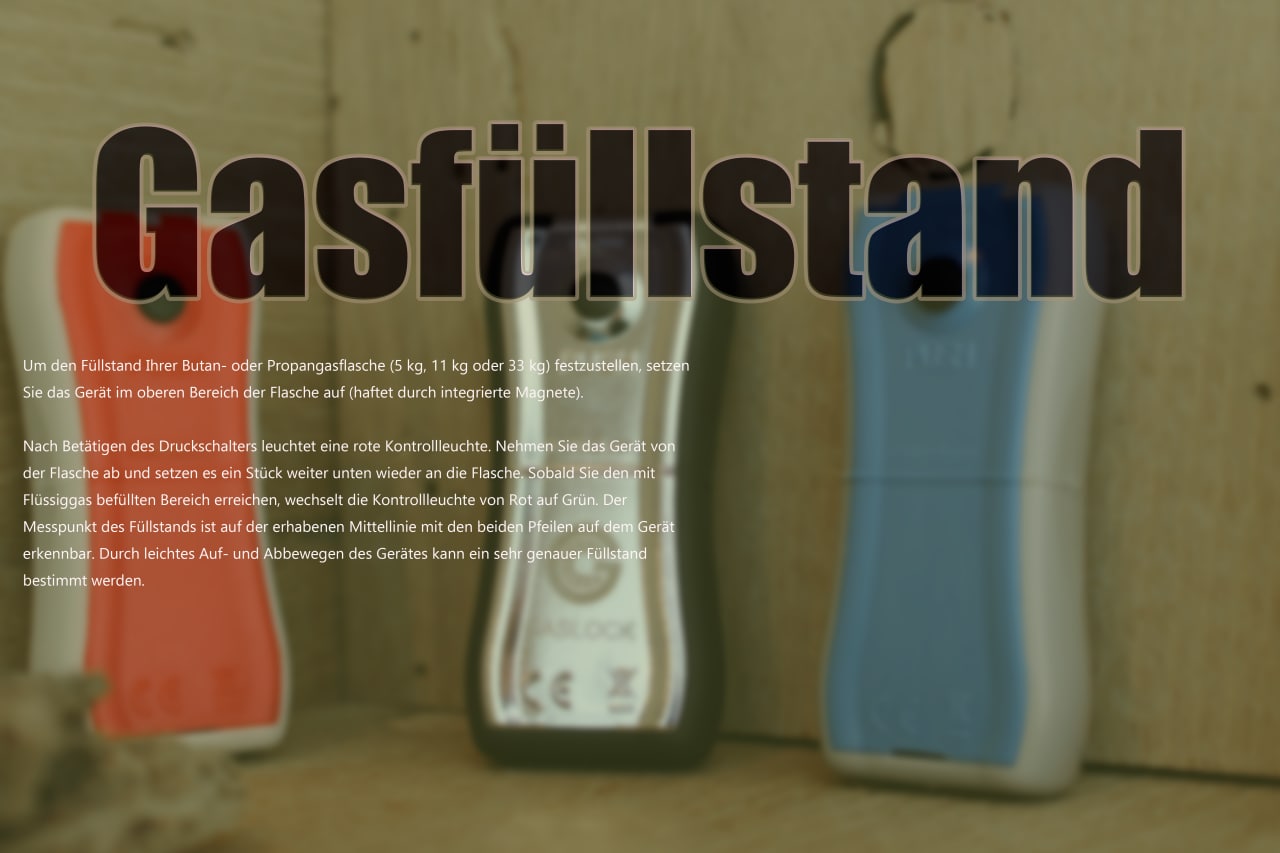 Gasfüllstand
Um den Füllstand Ihrer Butan- oder Propangasflasche (5 kg, 11 kg oder 33 kg) festzustellen, setzen
Sie das Gerät im oberen Bereich der Flasche auf (haftet durch integrierte Magnete).
Nach Betätigen des Druckschalters leuchtet eine rote Kontrollleuchte. Nehmen Sie das Gerät von
der Flasche ab und setzen es ein Stück weiter unten wieder an die Flasche. Sobald Sie den mit
Flüssiggas befüllten Bereich erreichen, wechselt die Kontrollleuchte von Rot auf Grün. Der
Messpunkt des Füllstands ist auf der erhabenen Mittellinie mit den beiden Pfeilen auf dem Gerät
erkennbar. Durch leichtes Auf- und Abbewegen des Gerätes kann ein sehr genauer Füllstand
bestimmt werden.
CE